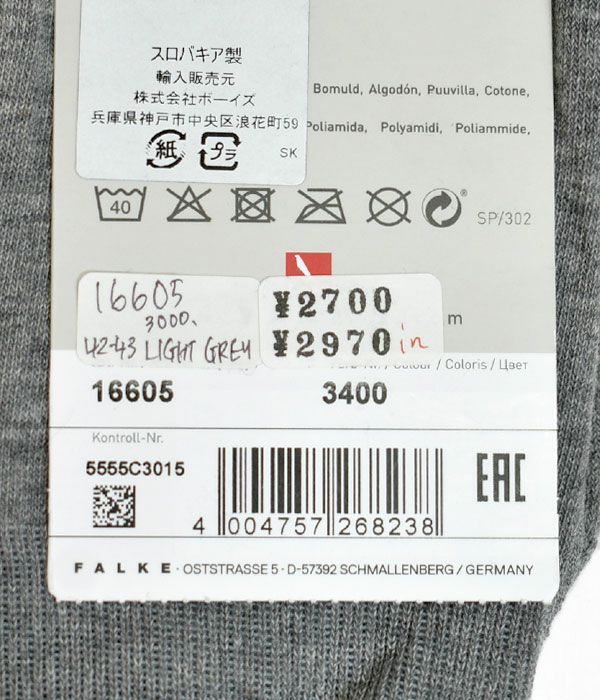 スロバキア製
輸入販売元
株式会社ボーイズ
兵庫県神戸市中央区浪花町59
紙 プラ SK
Bomuld, Algodón, Puuvilla, Cotone,
Poliamida, Polyamidi, Poliammide,
40 ® SP/302
16605
3000.
42-43 LIGHT GREY
¥2700
¥2970 in
m
/ Coloris / Цвет
16605 3400
Kontroll-Nr.
5555C3015
EAC
4 004757 268238
FALKE · OSTSTRASSE 5 · D-57392 SCHMALLENBERG / GERMANY